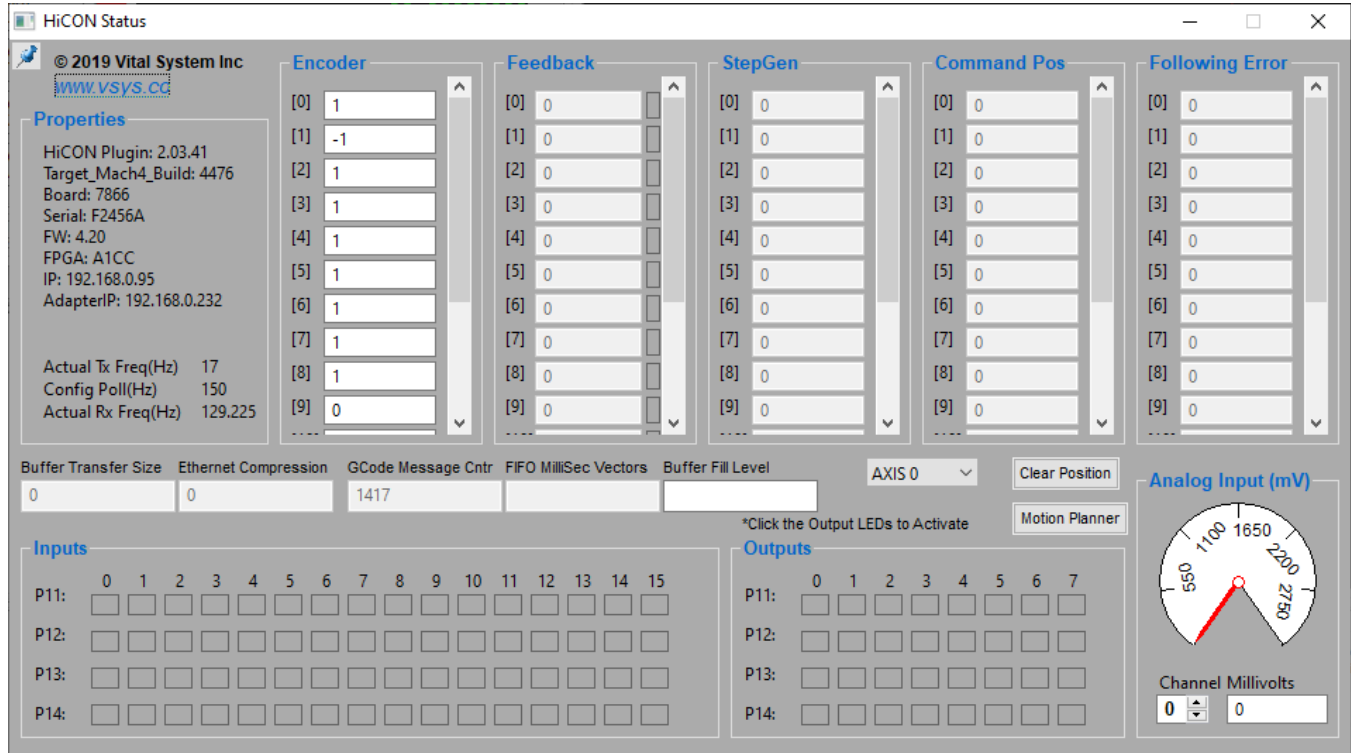 HiCON Status
© 2019 Vital System Inc
www.vsys.co
Properties
HiCON Plugin: 2.03.41
Target_Mach4_Build: 4476
Board: 7866
Serial: F2456A
FW: 4.20
FPGA: A1CC
IP: 192.168.0.95
AdapterIP: 192.168.0.232
Actual Tx Freq(Hz) 17
Config Poll(Hz) 150
Actual Rx Freq(Hz) 129.225
Encoder
[0] 1
[1] -1
[2] 1
[3] 1
[4] 1
[5] 1
[6] 1
[7] 1
[8] 1
[9] 0
Feedback
[0] 0
[1] 0
[2] 0
[3] 0
[4] 0
[5] 0
[6] 0
[7] 0
[8] 0
[9] 0
StepGen
[0] 0
[1] 0
[2] 0
[3] 0
[4] 0
[5] 0
[6] 0
[7] 0
[8] 0
[9] 0
Command Pos
[0] 0
[1] 0
[2] 0
[3] 0
[4] 0
[5] 0
[6] 0
[7] 0
[8] 0
[9] 0
Following Error
[0] 0
[1] 0
[2] 0
[3] 0
[4] 0
[5] 0
[6] 0
[7] 0
[8] 0
[9] 0
Buffer Transfer Size Ethernet Compression GCode Message Cntr FIFO MilliSec Vectors Buffer Fill Level
0 0 1417
AXIS 0
Clear Position
*Click the Output LEDs to Activate
Motion Planner
Inputs
0 1 2 3 4 5 6 7 8 9 10 11 12 13 14 15
P11:
P12:
P13:
P14:
Outputs
0 1 2 3 4 5 6 7
P11:
P12:
P13:
P14:
Analog Input (mV)
550 1100 1650 2200 2750
Channel Millivolts
0 0